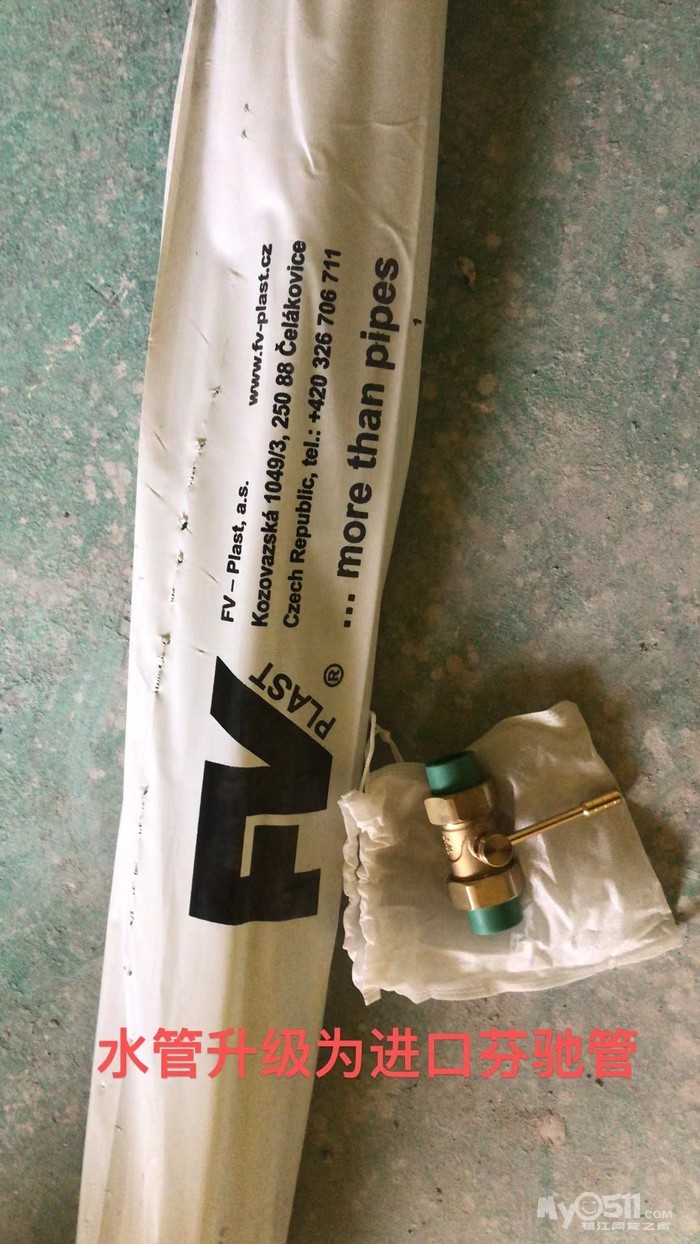 FV PLAST®
FV – Plast, a.s. www.fv-plast.cz
Kozovazská 1049/3, 250 88 Čelákovice
Czech Republic, tel.: +420 326 706 711
... more than pipes
水管升级为进口芬驰管
MyO511.COM
镇江网友之家